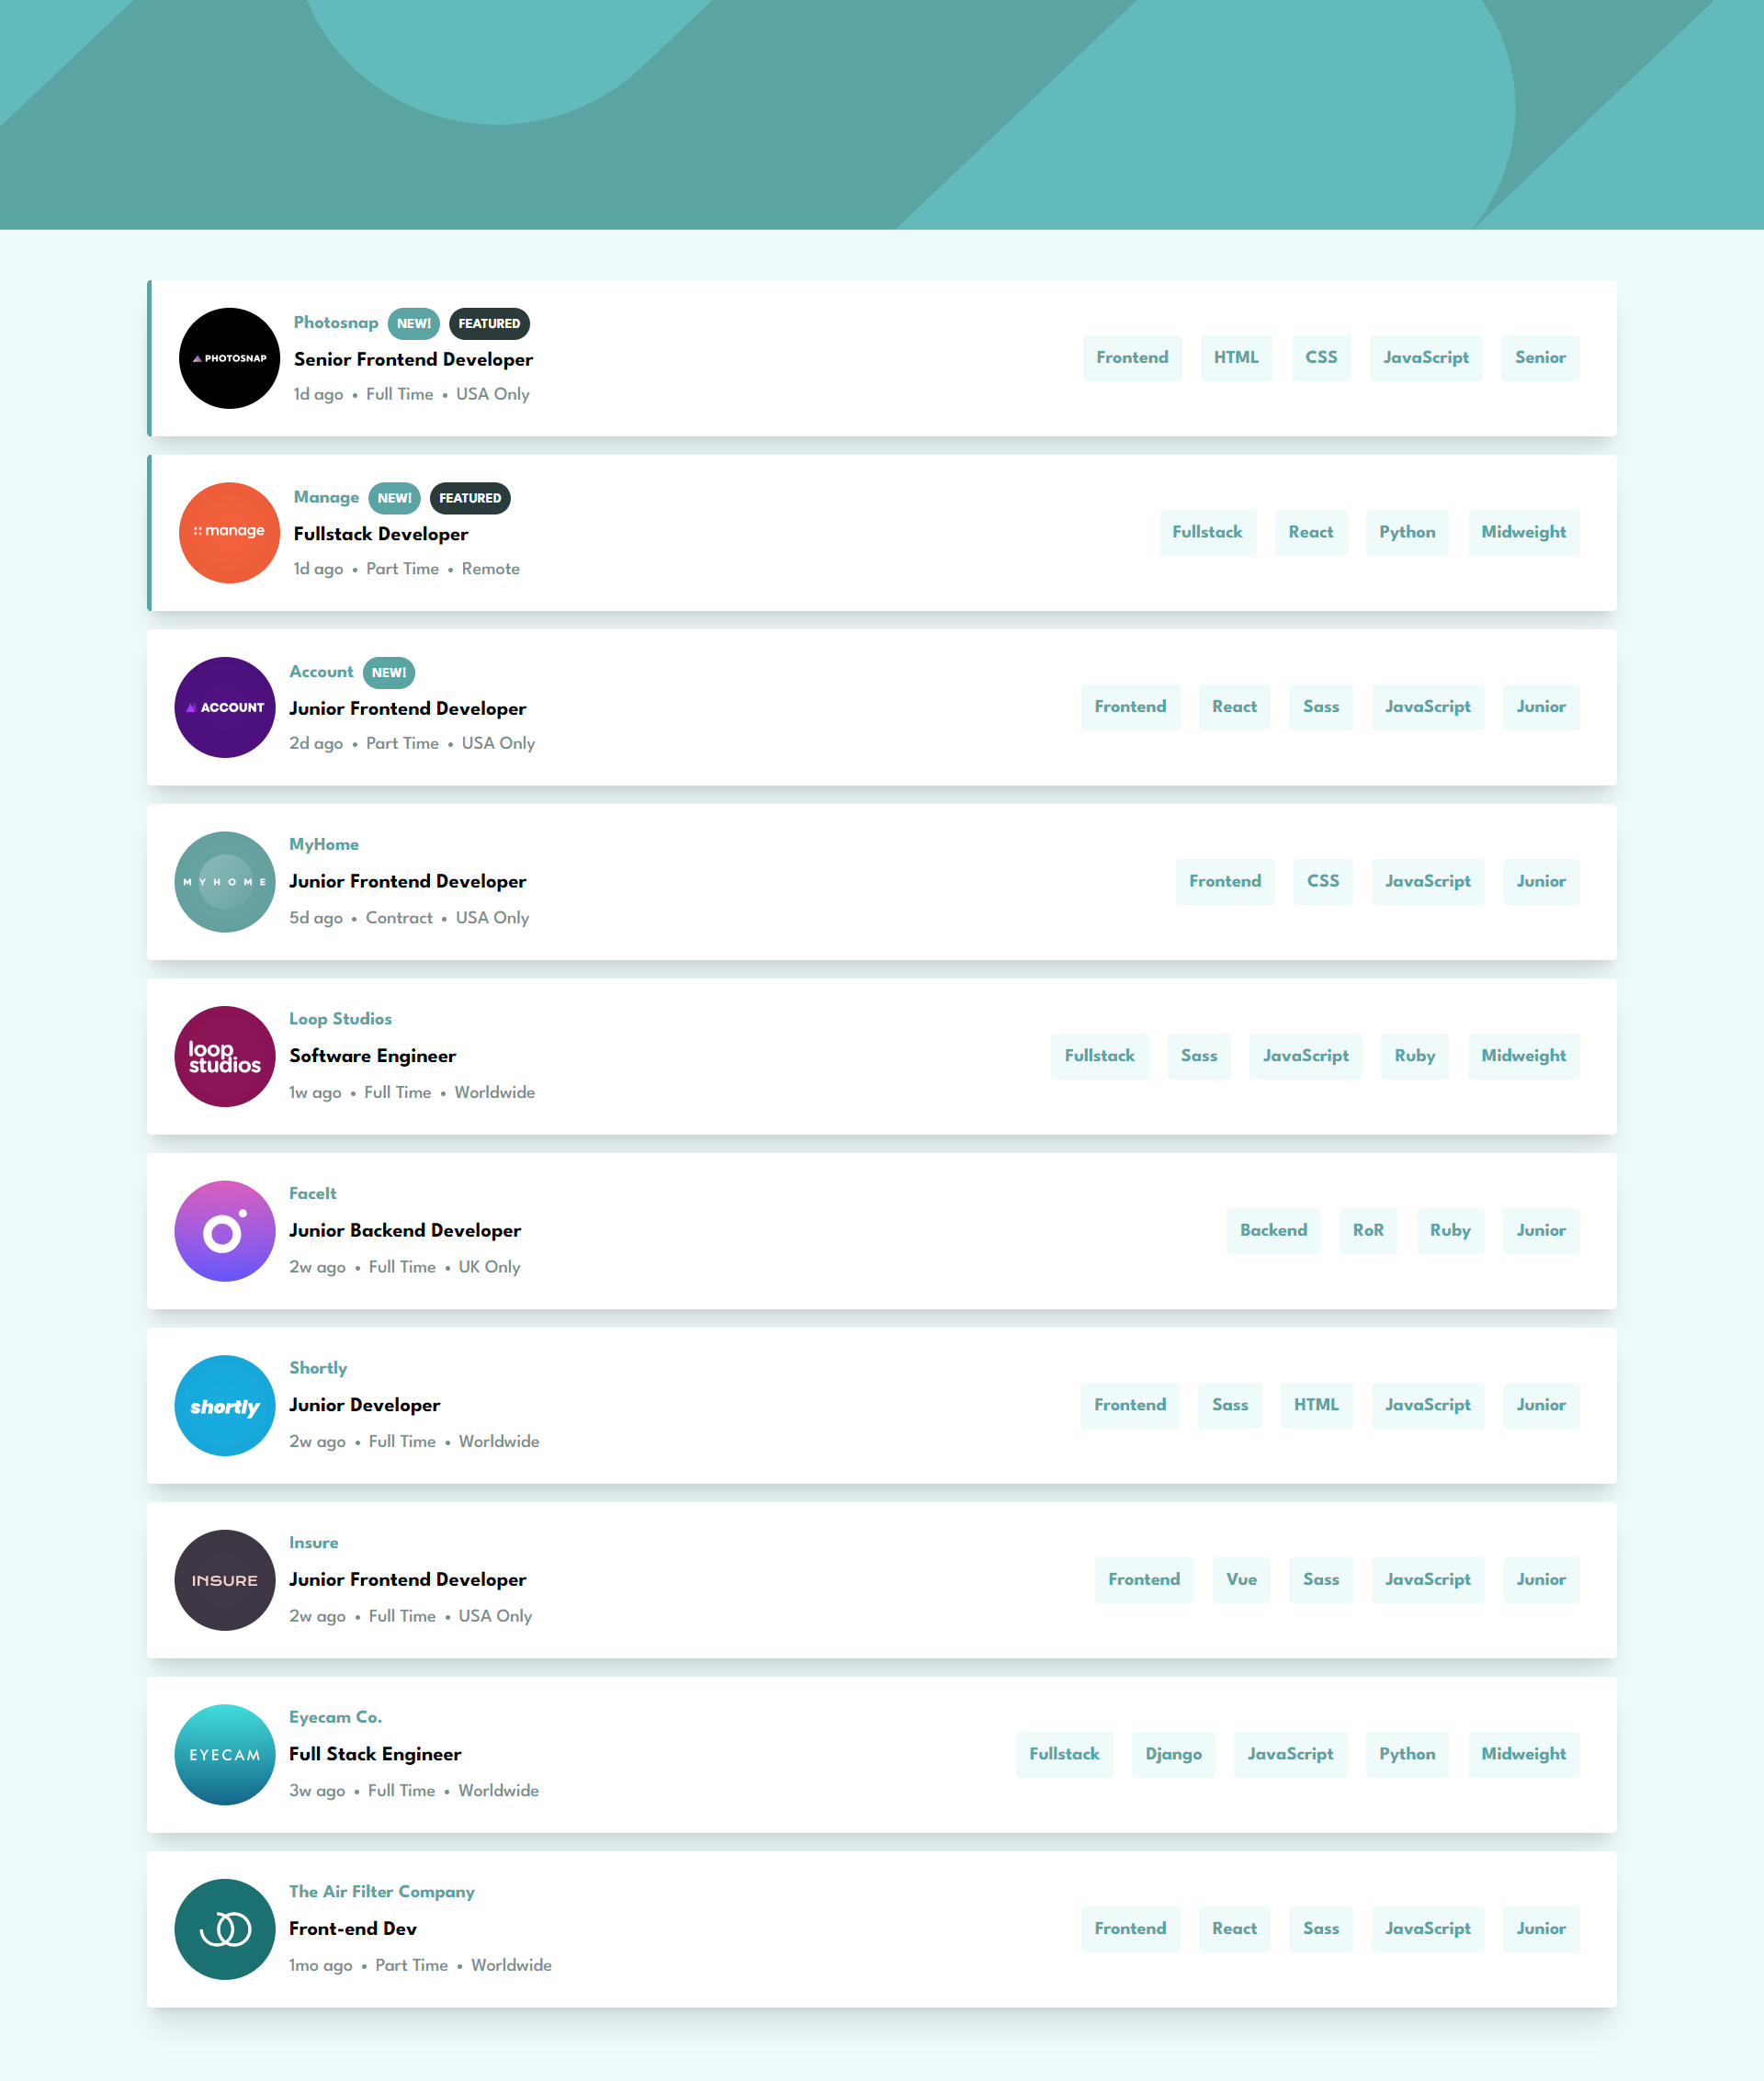 PHOTOSNAP
Photosnap NEW! FEATURED
Senior Frontend Developer
1d ago • Full Time • USA Only
Frontend HTML CSS JavaScript Senior
manage
Manage NEW! FEATURED
Fullstack Developer
1d ago • Part Time • Remote
Fullstack React Python Midweight
ACCOUNT
Account NEW!
Junior Frontend Developer
2d ago • Part Time • USA Only
Frontend React Sass JavaScript Junior
MYHOME
MyHome
Junior Frontend Developer
5d ago • Contract • USA Only
Frontend CSS JavaScript Junior
loop
studios
Loop Studios
Software Engineer
1w ago • Full Time • Worldwide
Fullstack Sass JavaScript Ruby Midweight
FaceIt
Junior Backend Developer
2w ago • Full Time • UK Only
Backend RoR Ruby Junior
shortly
Shortly
Junior Developer
2w ago • Full Time • Worldwide
Frontend Sass HTML JavaScript Junior
INSURE
Insure
Junior Frontend Developer
2w ago • Full Time • USA Only
Frontend Vue Sass JavaScript Junior
EYECAM
Eyecam Co.
Full Stack Engineer
3w ago • Full Time • Worldwide
Fullstack Django JavaScript Python Midweight
The Air Filter Company
Front-end Dev
1mo ago • Part Time • Worldwide
Frontend React Sass JavaScript Junior